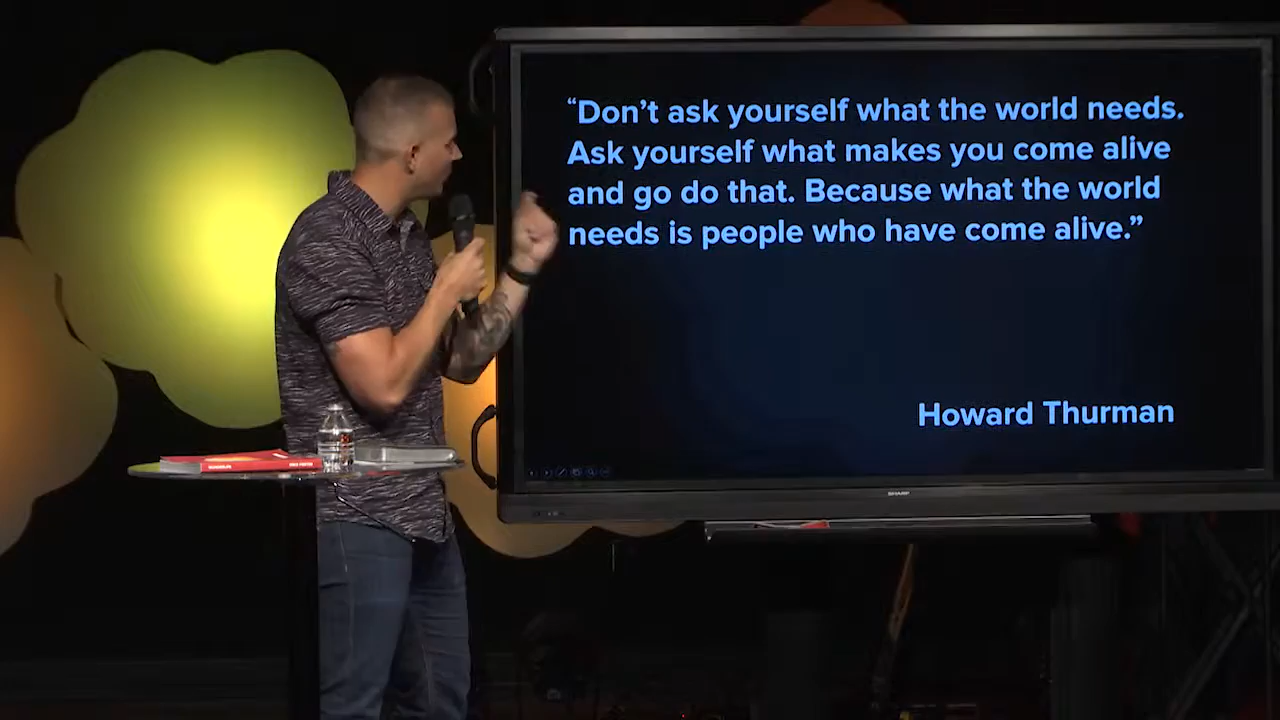 “Don’t ask yourself what the world needs.
Ask yourself what makes you come alive
and go do that. Because what the world
needs is people who have come alive.”
Howard Thurman
SHARP